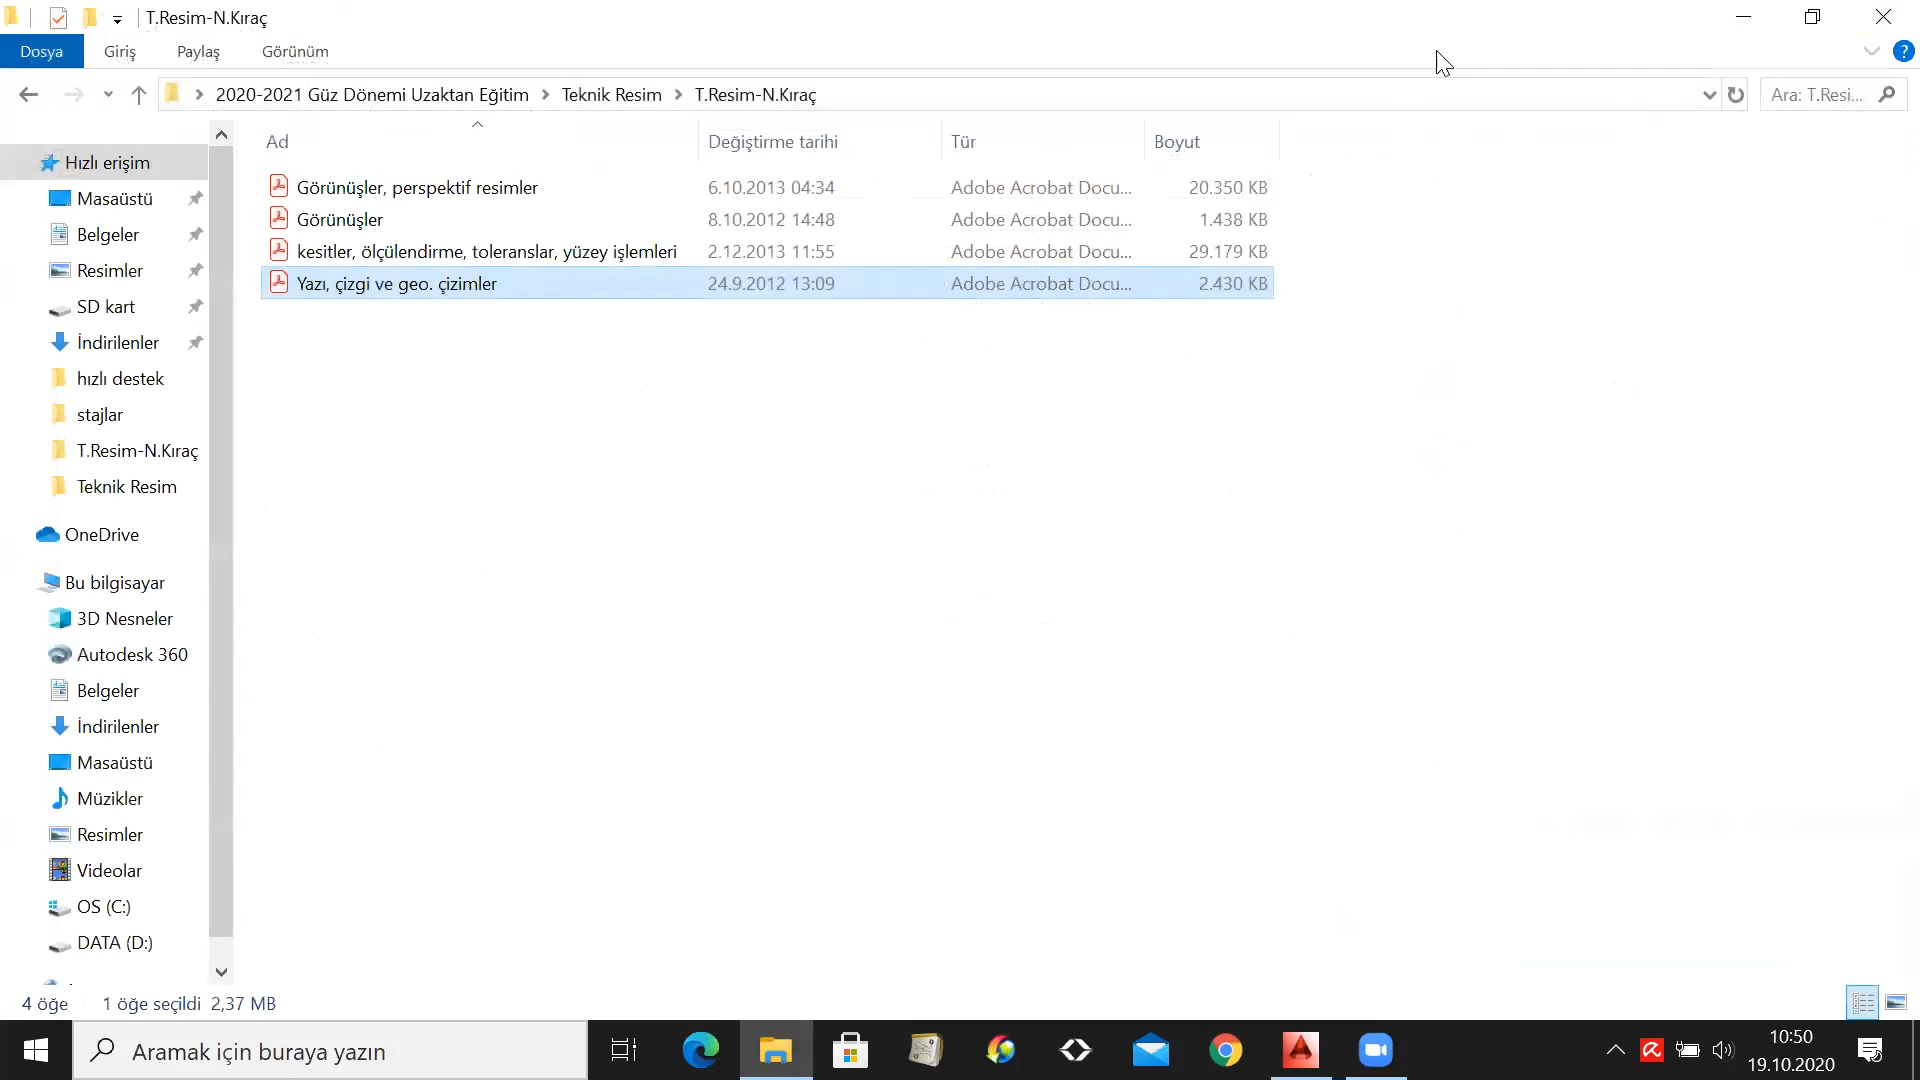 T.Resim-N.Kıraç
Dosya Giriş Paylaş Görünüm ?
2020-2021 Güz Dönemi Uzaktan Eğitim Teknik Resim T.Resim-N.Kıraç Ara: T.Resi...
Ad Değiştirme tarihi Tür Boyut
Görünüşler, perspektif resimler 6.10.2013 04:34 Adobe Acrobat Docu... 20.350 KB
Görünüşler 8.10.2012 14:48 Adobe Acrobat Docu... 1.438 KB
kesitler, ölçülendirme, toleranslar, yüzey işlemleri 2.12.2013 11:55 Adobe Acrobat Docu... 29.179 KB
Yazı, çizgi ve geo. çizimler 24.9.2012 13:09 Adobe Acrobat Docu... 2.430 KB
Hızlı erişim
Masaüstü
Belgeler
Resimler
SD kart
İndirilenler
hızlı destek
stajlar
T.Resim-N.Kıraç
Teknik Resim
OneDrive
Bu bilgisayar
3D Nesneler
Autodesk 360
Belgeler
İndirilenler
Masaüstü
Müzikler
Resimler
Videolar
OS (C:)
DATA (D:)
4 öğe 1 öğe seçildi 2,37 MB
Aramak için buraya yazın
10:50
19.10.2020